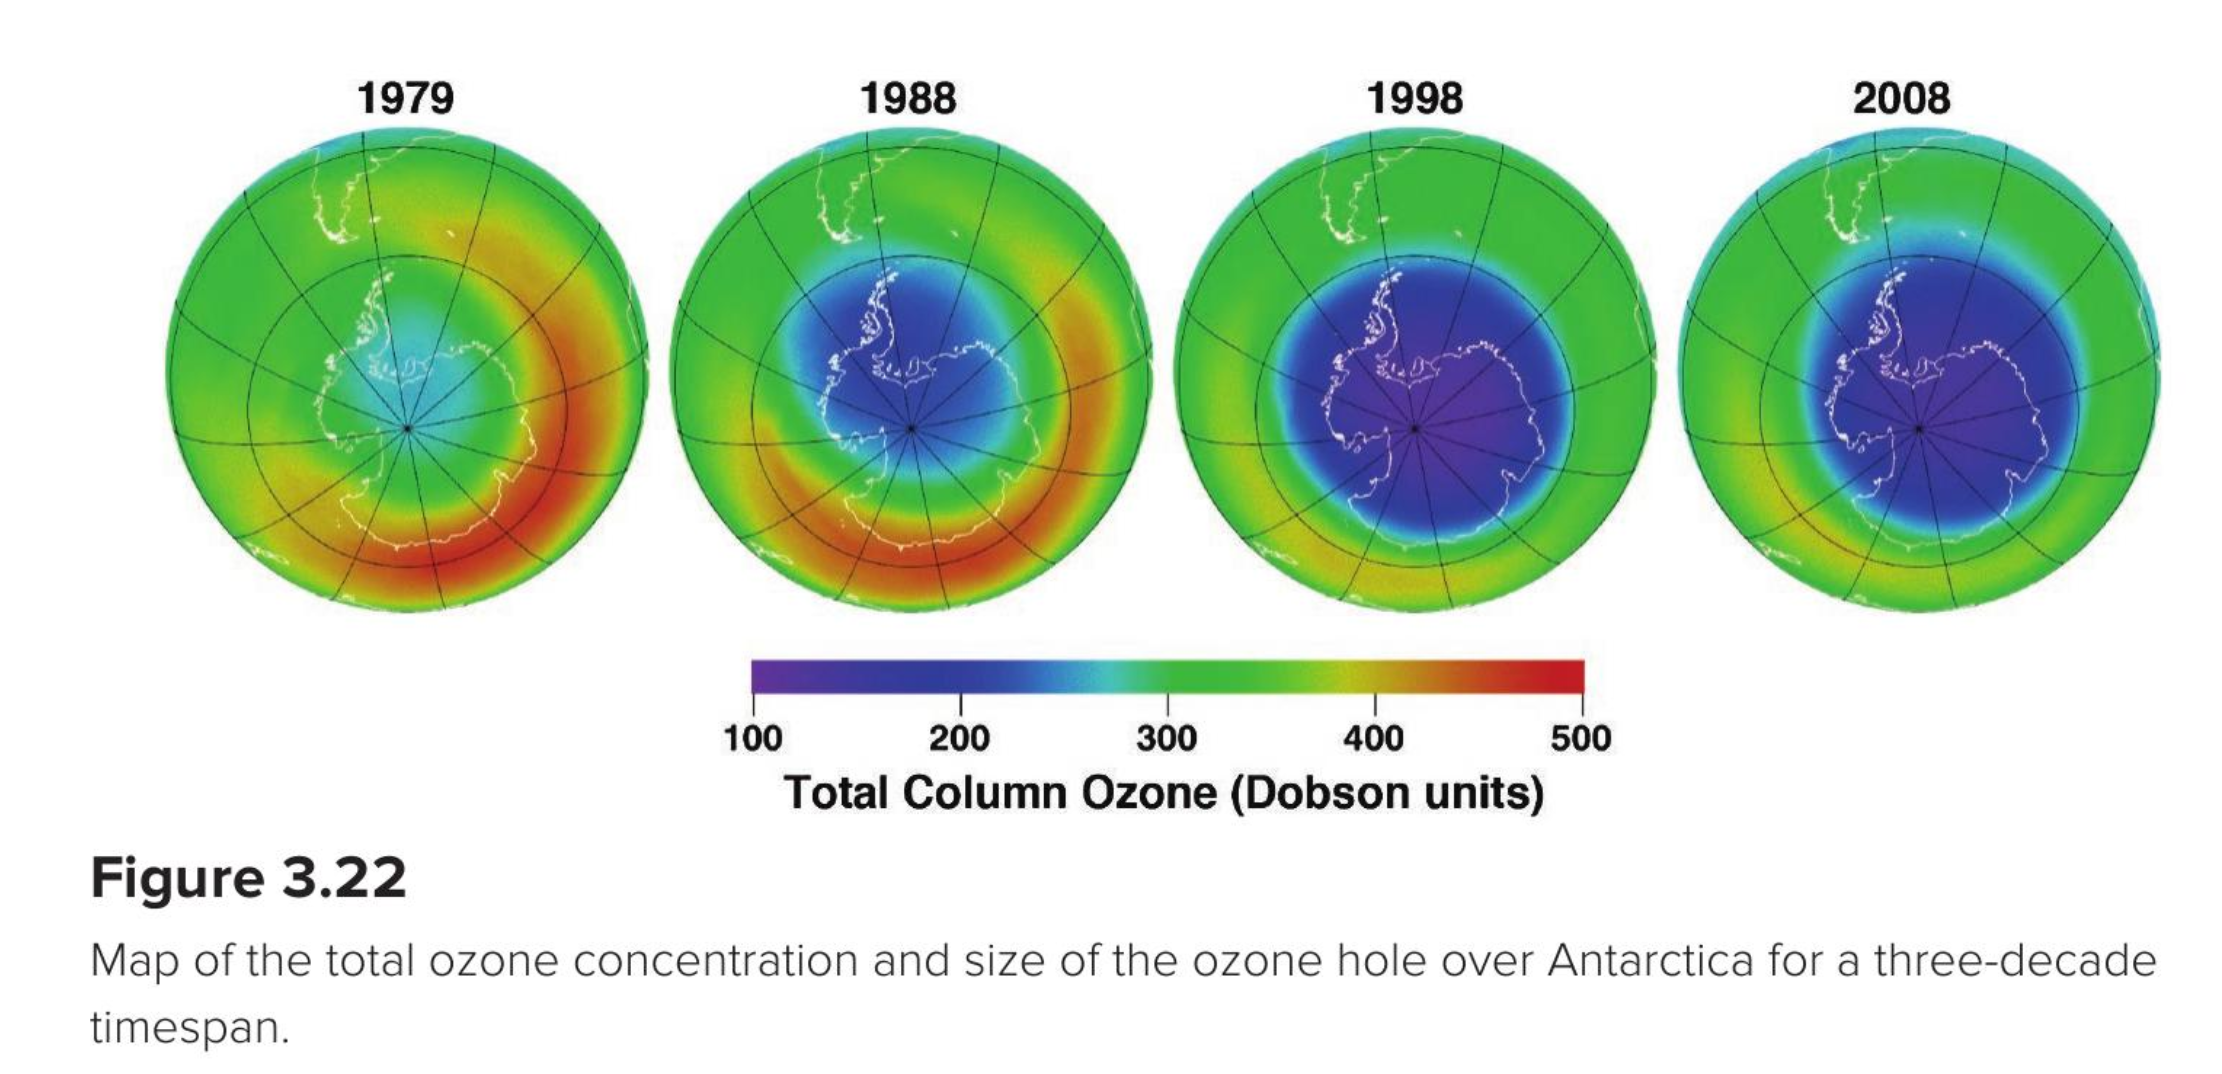 1979 1988 1998 2008
100 200 300 400 500
Total Column Ozone (Dobson units)
Figure 3.22
Map of the total ozone concentration and size of the ozone hole over Antarctica for a three-decade
timespan.